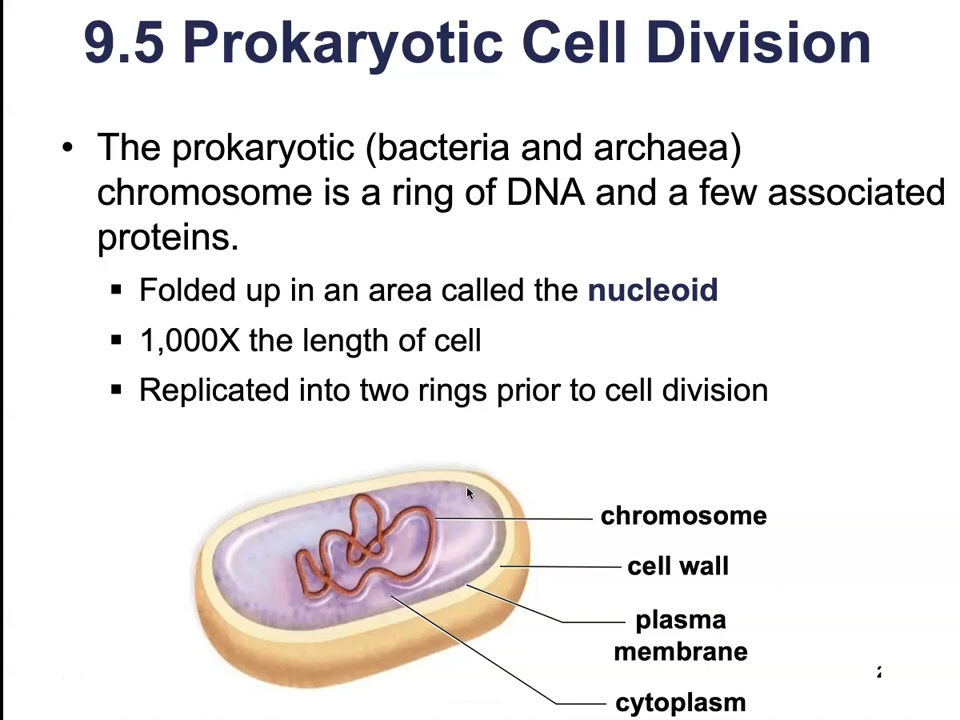 9.5 Prokaryotic Cell Division
• The prokaryotic (bacteria and archaea)
chromosome is a ring of DNA and a few associated
proteins.
▪ Folded up in an area called the nucleoid
▪ 1,000X the length of cell
▪ Replicated into two rings prior to cell division
chromosome
cell wall
plasma
membrane
cytoplasm